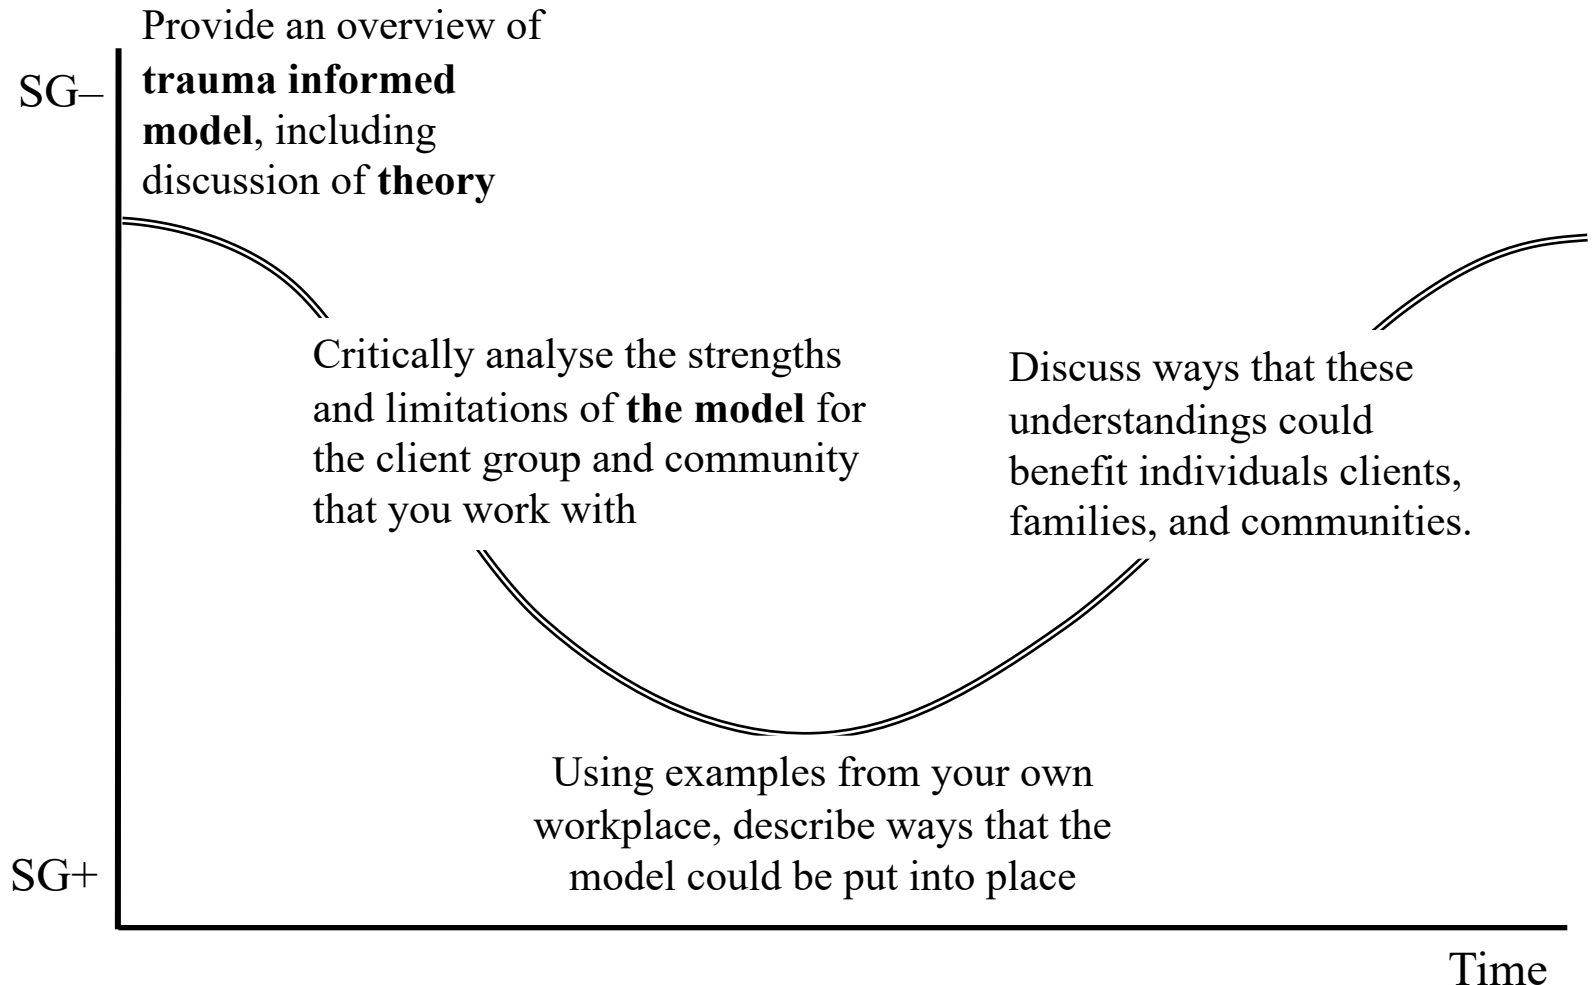 Provide an overview of
trauma informed
model, including
discussion of theory
SG–
Critically analyse the strengths
and limitations of the model for
the client group and community
that you work with
Discuss ways that these
understandings could
benefit individuals clients,
families, and communities.
Using examples from your own
workplace, describe ways that the
model could be put into place
SG+
Time